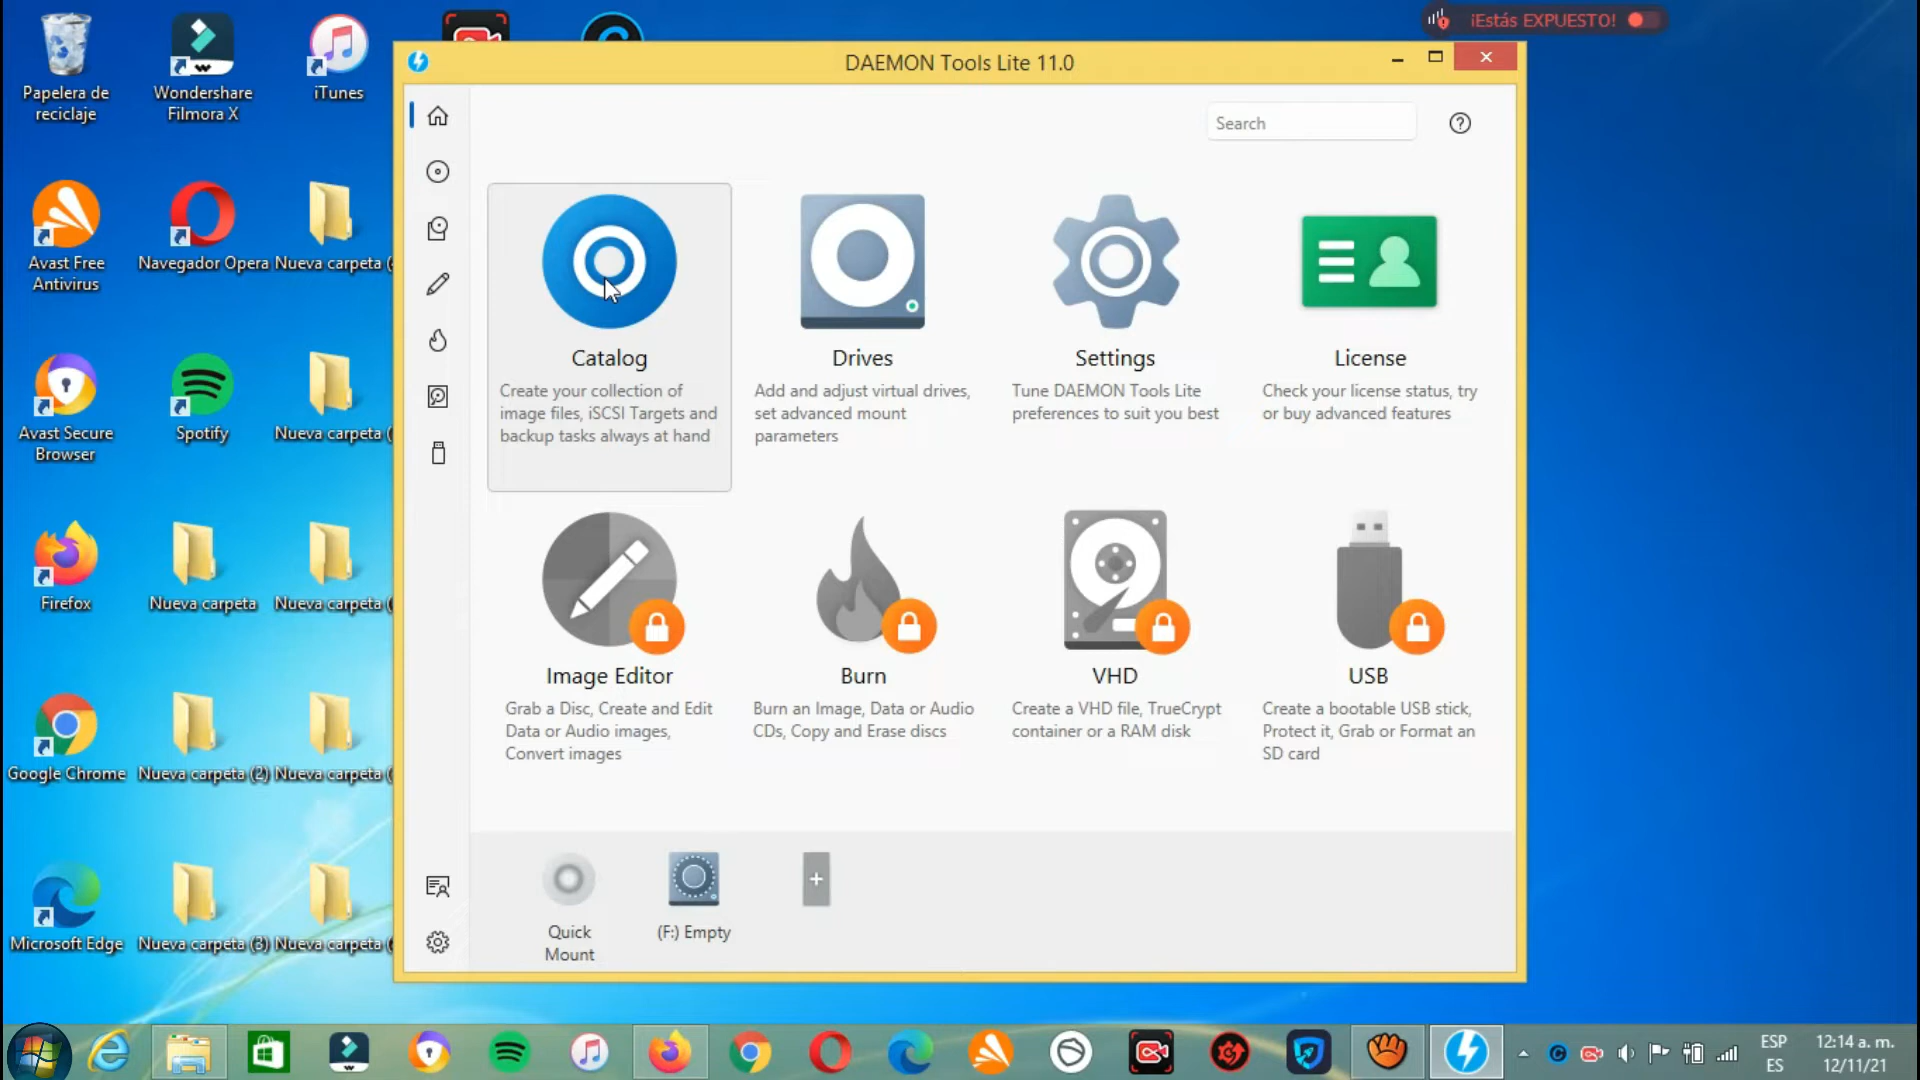 ¡Estás EXPUESTO!
Papelera de
reciclaje
Wondershare
Filmora X
iTunes
Avast Free
Antivirus
Navegador Opera
Nueva carpeta (
Avast Secure
Browser
Spotify
Nueva carpeta (
Firefox
Nueva carpeta
Nueva carpeta (
Google Chrome
Nueva carpeta (2)
Nueva carpeta (
Microsoft Edge
Nueva carpeta (3)
Nueva carpeta (
DAEMON Tools Lite 11.0
Search
Catalog
Create your collection of
image files, iSCSI Targets and
backup tasks always at hand
Drives
Add and adjust virtual drives,
set advanced mount
parameters
Settings
Tune DAEMON Tools Lite
preferences to suit you best
License
Check your license status, try
or buy advanced features
Image Editor
Grab a Disc, Create and Edit
Data or Audio images,
Convert images
Burn
Burn an Image, Data or Audio
CDs, Copy and Erase discs
VHD
Create a VHD file, TrueCrypt
container or a RAM disk
USB
Create a bootable USB stick,
Protect it, Grab or Format an
SD card
Quick
Mount
(F:) Empty
ESP
ES
12:14 a. m.
12/11/21